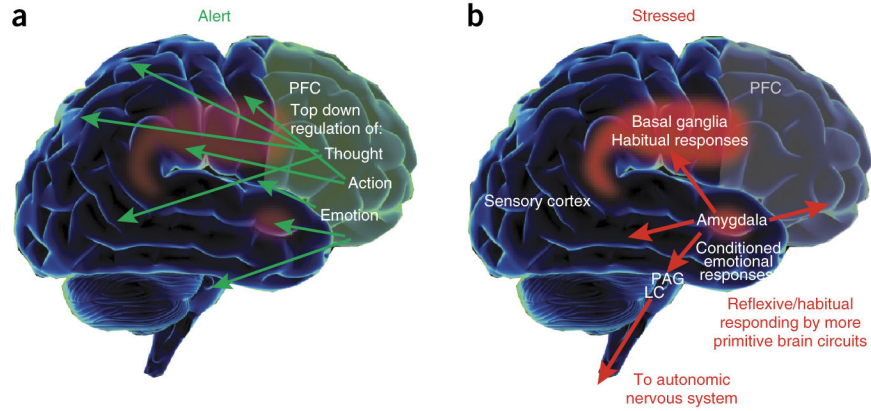 a
Alert
PFC
Top down
regulation of:
Thought
Action
Emotion
b
Stressed
PFC
Basal ganglia
Habitual responses
Sensory cortex
Amygdala
Conditioned
emotional
responses
PAG
LC
Reflexive/habitual
responding by more
primitive brain circuits
To autonomic
nervous system